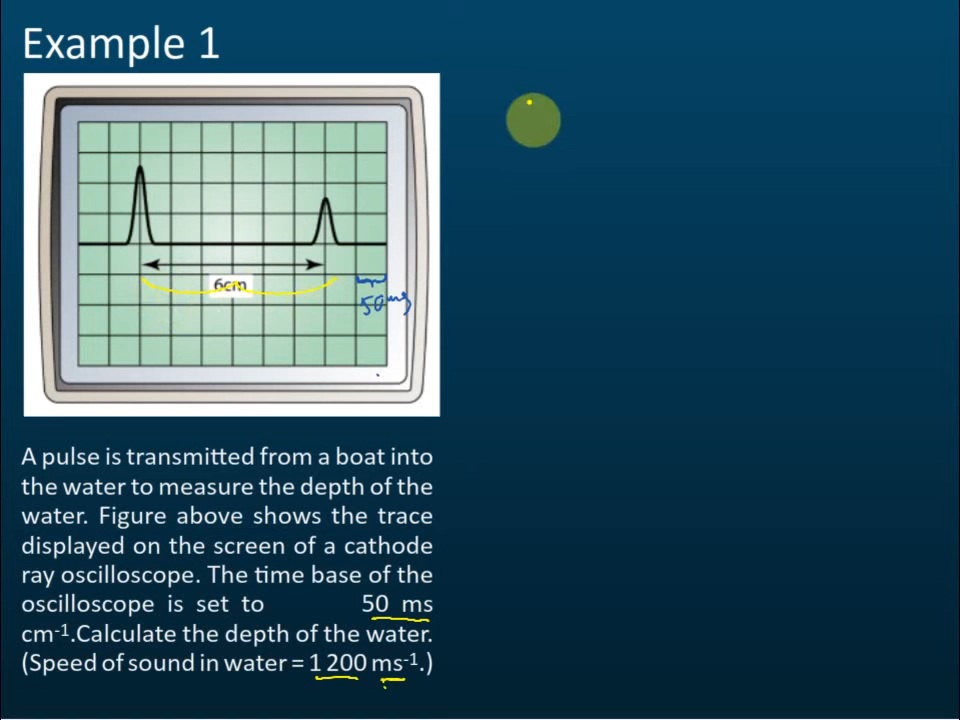 Example 1
6cm
50ms
A pulse is transmitted from a boat into
the water to measure the depth of the
water. Figure above shows the trace
displayed on the screen of a cathode
ray oscilloscope. The time base of the
oscilloscope is set to 50 ms
cm-1.Calculate the depth of the water.
(Speed of sound in water = 1 200 ms-1.)